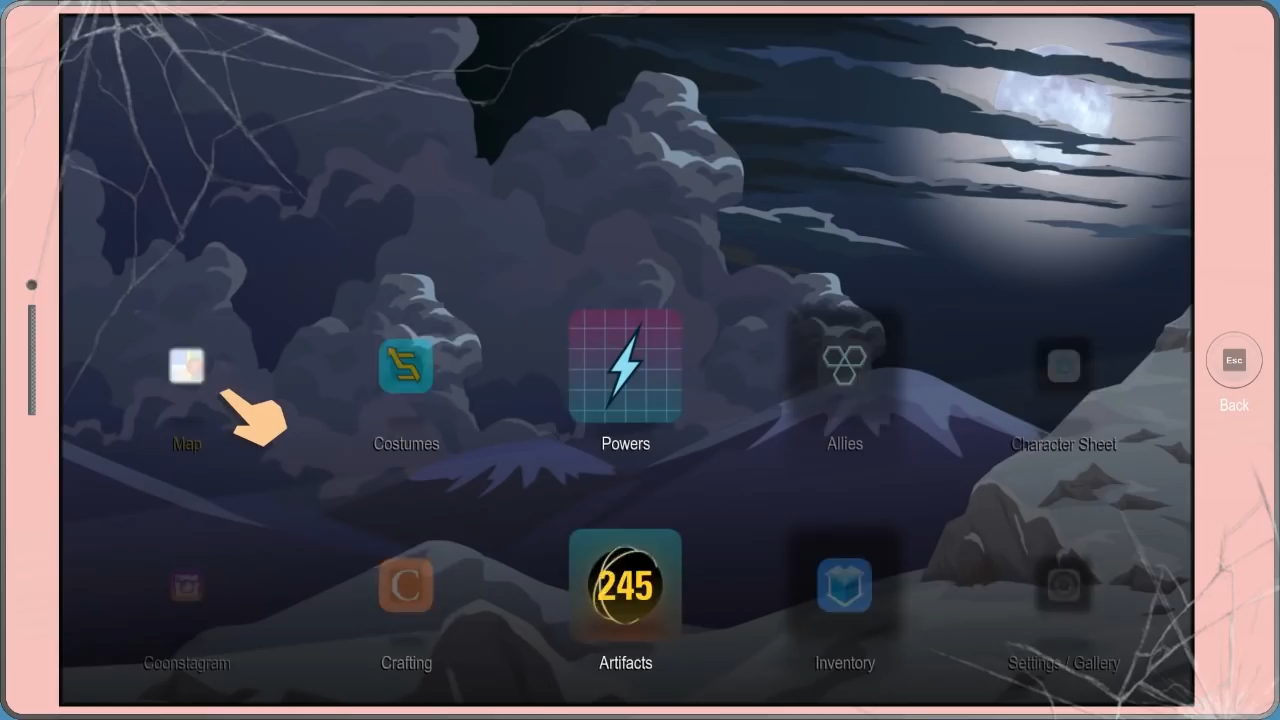 Esc
Back
Map
Costumes
Powers
Allies
Character Sheet
C
245
Coonstagram
Crafting
Artifacts
Inventory
Settings / Gallery